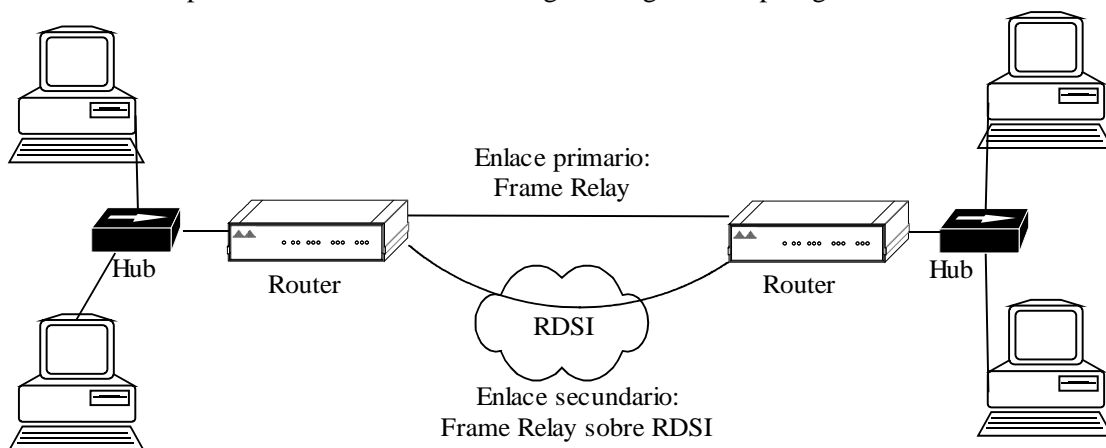 Enlace primario:
Frame Relay
Hub
Router
Router
Hub
RDSI
Enlace secundario:
Frame Relay sobre RDSI